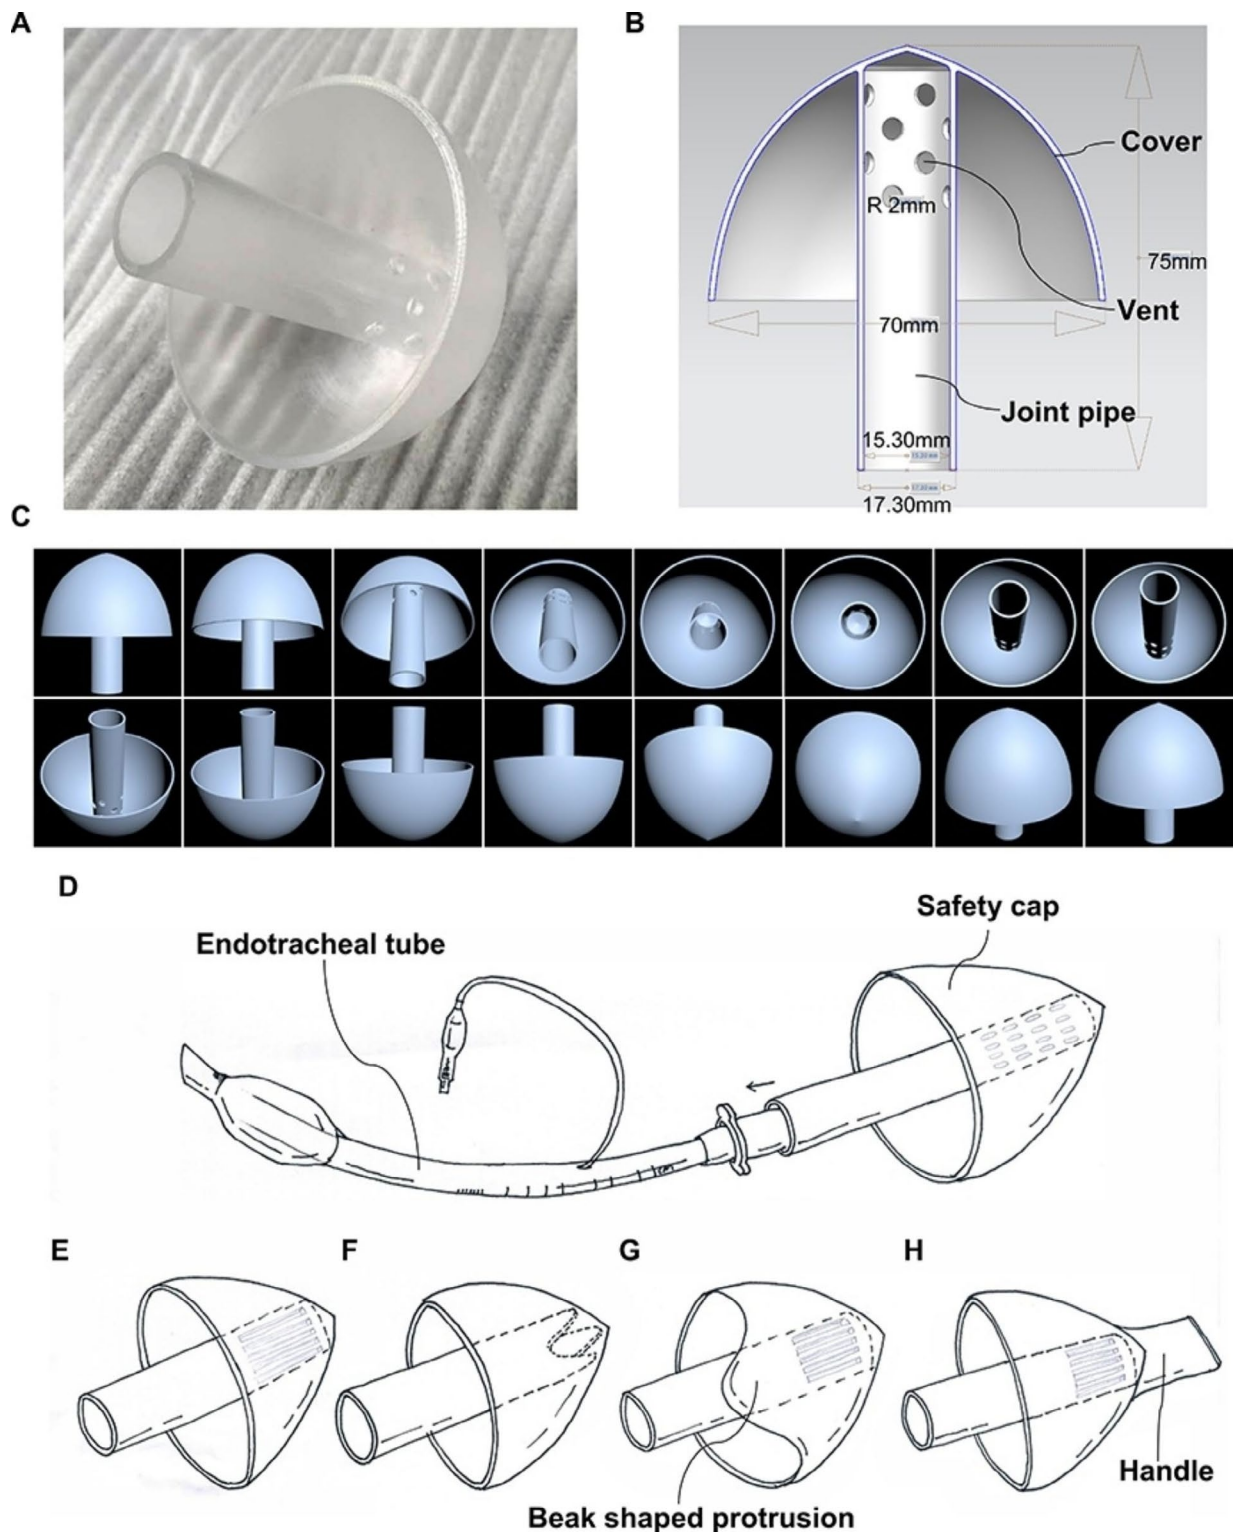 A
B
Cover
R 2mm
75mm
Vent
70mm
Joint pipe
15.30mm
17.30mm
C
D
Safety cap
Endotracheal tube
E
F
G
H
Handle
Beak shaped protrusion